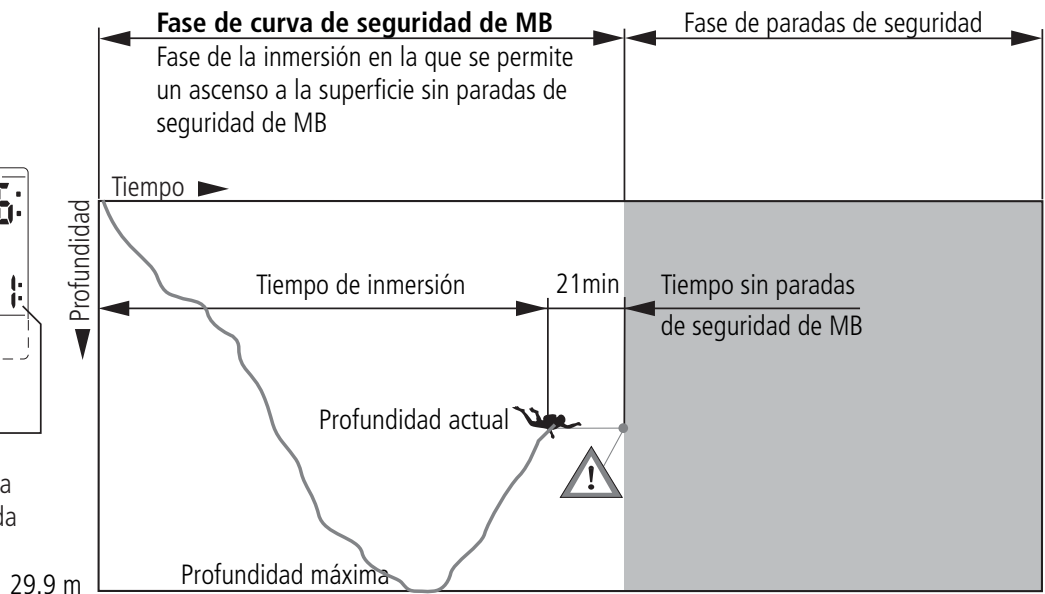 Fase de curva de seguridad de MB
Fase de paradas de seguridad
Fase de la inmersión en la que se permite
un ascenso a la superficie sin paradas de
seguridad de MB
Tiempo
Profundidad
Tiempo de inmersión
21min
Tiempo sin paradas
de seguridad de MB
Profundidad actual
!
Profundidad máxima
29.9 m